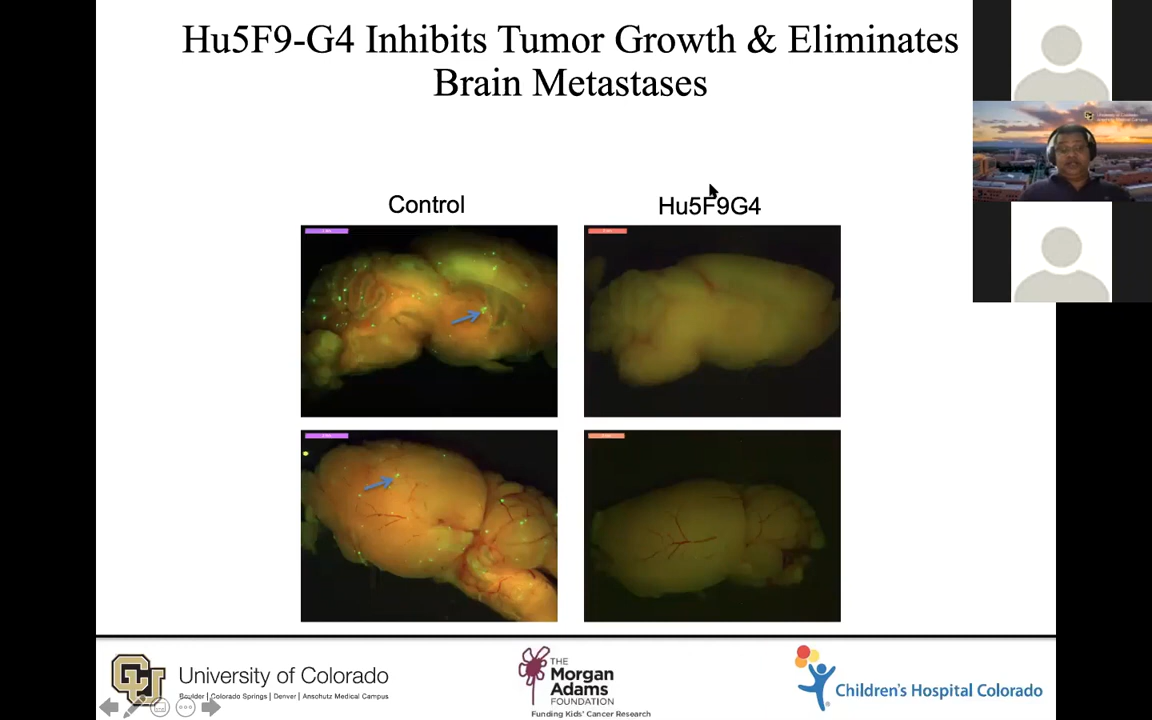 Hu5F9-G4 Inhibits Tumor Growth & Eliminates
Brain Metastases
Control
Hu5F9G4
University of Colorado
Boulder | Colorado Springs | Denver | Anschutz Medical Campus
THE
Morgan
Adams
FOUNDATION
Funding Kids' Cancer Research
Children's Hospital Colorado